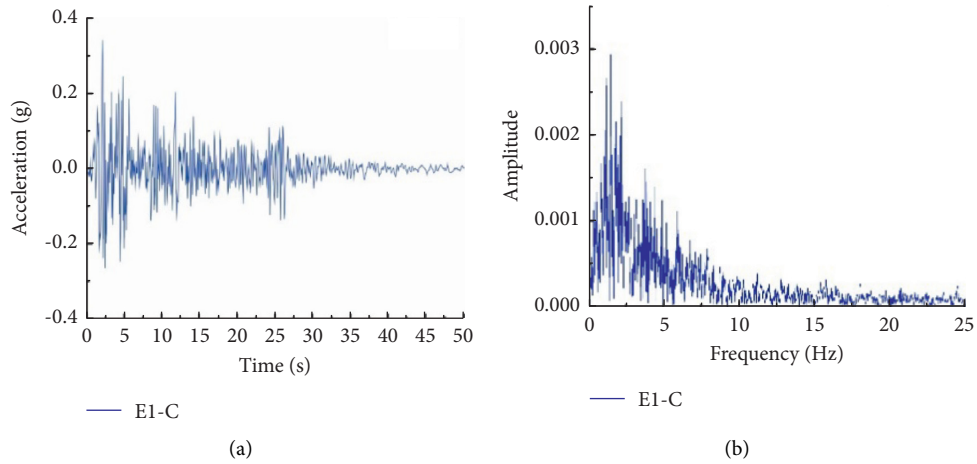 0.4
0.2
0.0
-0.2
-0.4
Acceleration (g)
0 5 10 15 20 25 30 35 40 45 50
Time (s)
E1-C
(a)
0.003
0.002
0.001
0.000
Amplitude
0 5 10 15 20 25
Frequency (Hz)
E1-C
(b)